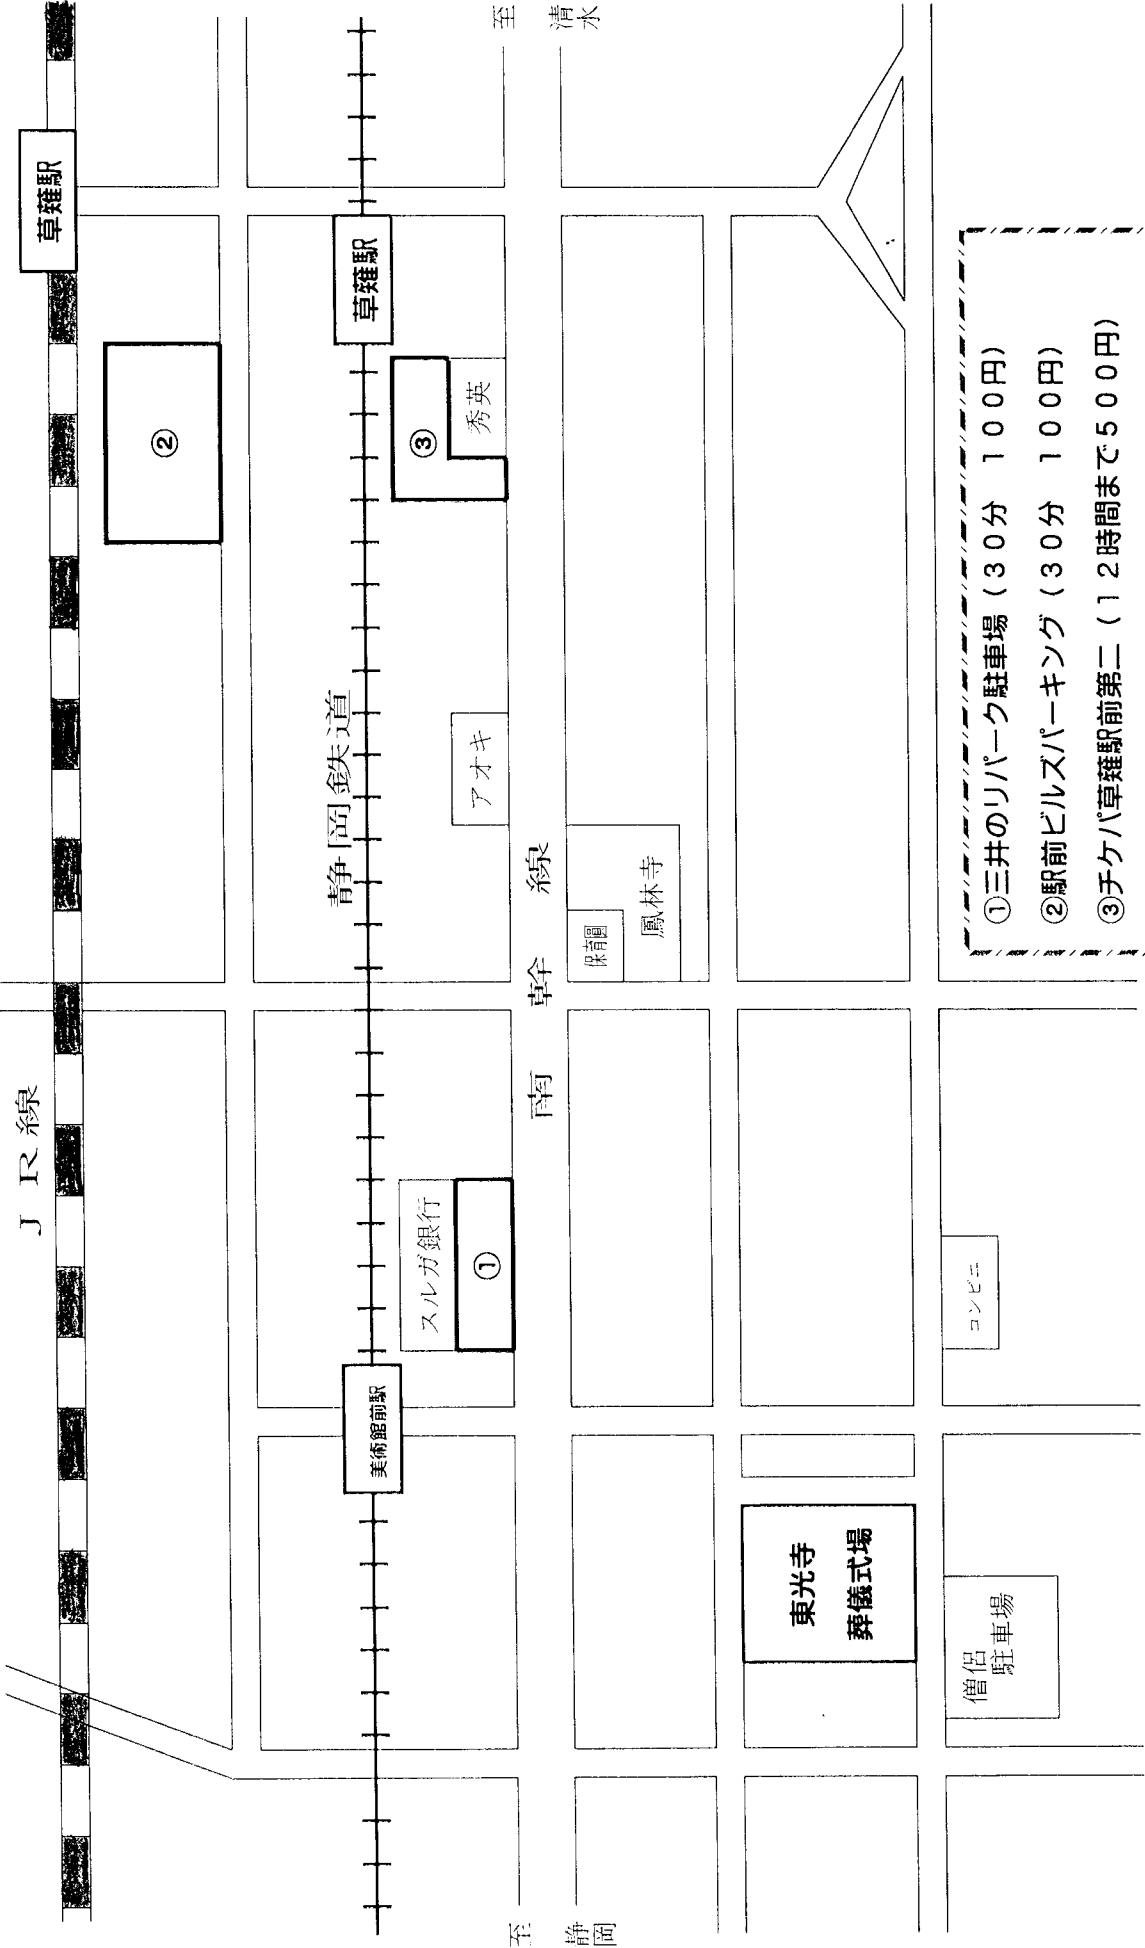 JR線
草薙駅
②
静岡鉄道
草薙駅
美術館前駅
③
スルガ銀行
秀英
アオキ
①
至
静岡
南幹線
至
清水
保育園
鳳林寺
東光寺
葬儀式場
僧侶
駐車場
コンビニ
①三井のリパーク駐車場（30分　100円）
②駅前ビルズパーキング（30分　100円）
③チケパ草薙駅前第二（12時間まで500円）